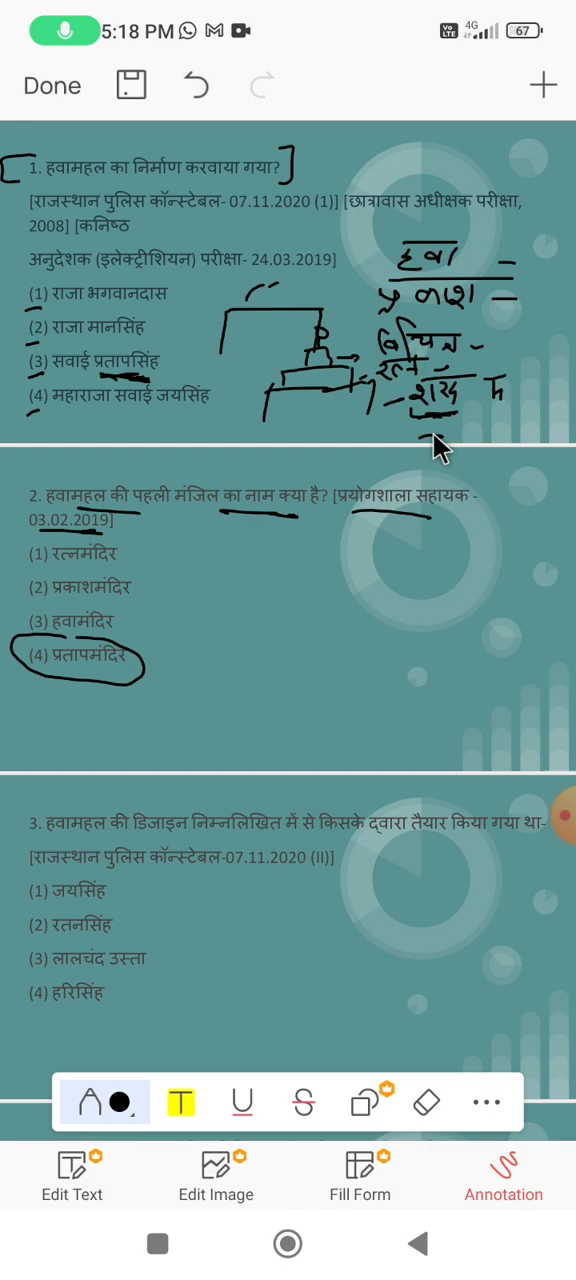 5:18 PM
4G
67
Done
1. हवामहल का निर्माण करवाया गया?
[राजस्थान पुलिस कॉन्स्टेबल- 07.11.2020 (1)] [छात्रावास अधीक्षक परीक्षा,
2008] [कनिष्ठ
अनुदेशक (इलेक्ट्रीशियन) परीक्षा- 24.03.2019]
(1) राजा भगवानदास
(2) राजा मानसिंह
(3) सवाई प्रतापसिंह
(4) महाराजा सवाई जयसिंह
हवा
2. हवामहल की पहली मंजिल का नाम क्या है? [प्रयोगशाला सहायक -
03.02.2019]
(1) रत्नमंदिर
(2) प्रकाशमंदिर
(3) हवामंदिर
(4) प्रतापमंदिर
3. हवामहल की डिजाइन निम्नलिखित में से किसके द्वारा तैयार किया गया था-
[राजस्थान पुलिस कॉन्स्टेबल-07.11.2020 (II)]
(1) जयसिंह
(2) रतनसिंह
(3) लालचंद उस्ता
(4) हरिसिंह
Edit Text
Edit Image
Fill Form
Annotation